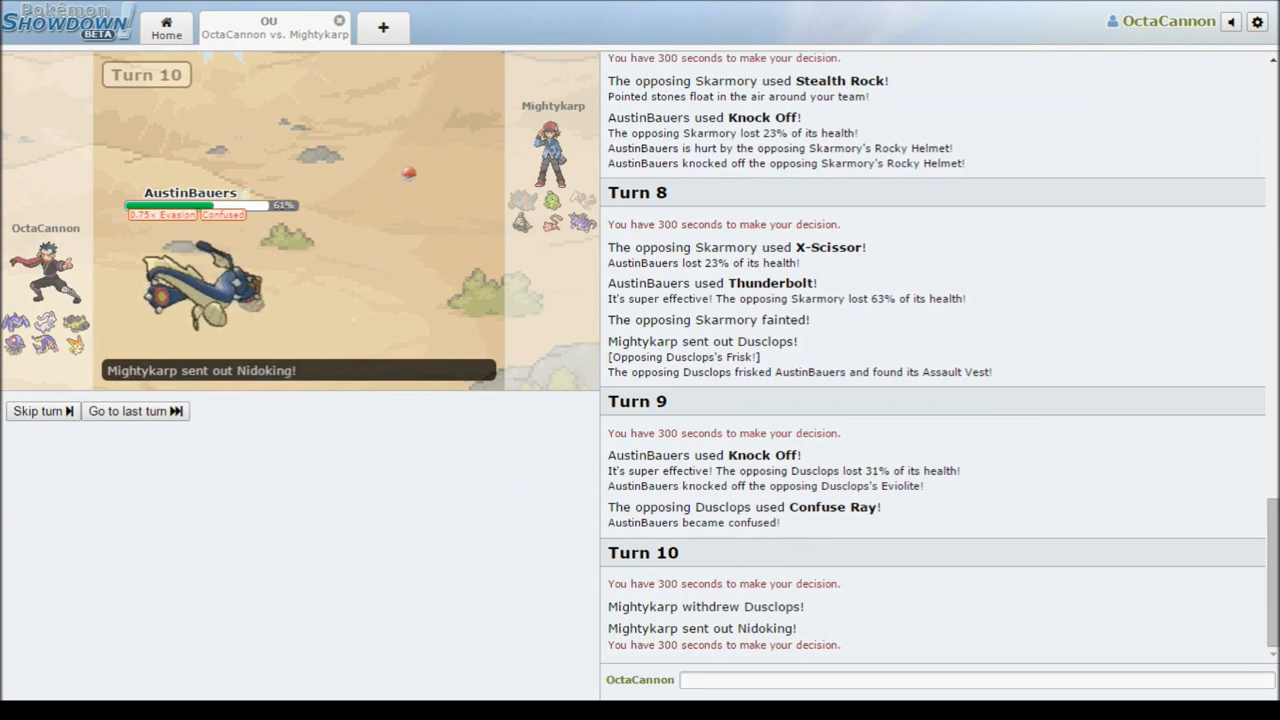 Pokémon
SHOWDOWN!
BETA
Home
OU
OctaCannon vs. Mightykarp
+
OctaCannon
Turn 10
Mightykarp
AustinBauers
61%
0.75× Evasion
Confused
OctaCannon
Mightykarp sent out Nidoking!
Skip turn
Go to last turn
You have 300 seconds to make your decision.
The opposing Skarmory used Stealth Rock!
Pointed stones float in the air around your team!
AustinBauers used Knock Off!
The opposing Skarmory lost 23% of its health!
AustinBauers is hurt by the opposing Skarmory's Rocky Helmet!
AustinBauers knocked off the opposing Skarmory's Rocky Helmet!
Turn 8
You have 300 seconds to make your decision.
The opposing Skarmory used X-Scissor!
AustinBauers lost 23% of its health!
AustinBauers used Thunderbolt!
It's super effective! The opposing Skarmory lost 63% of its health!
The opposing Skarmory fainted!
Mightykarp sent out Dusclops!
[Opposing Dusclops's Frisk!]
The opposing Dusclops frisked AustinBauers and found its Assault Vest!
Turn 9
You have 300 seconds to make your decision.
AustinBauers used Knock Off!
It's super effective! The opposing Dusclops lost 31% of its health!
AustinBauers knocked off the opposing Dusclops's Eviolite!
The opposing Dusclops used Confuse Ray!
AustinBauers became confused!
Turn 10
You have 300 seconds to make your decision.
Mightykarp withdrew Dusclops!
Mightykarp sent out Nidoking!
You have 300 seconds to make your decision.
OctaCannon